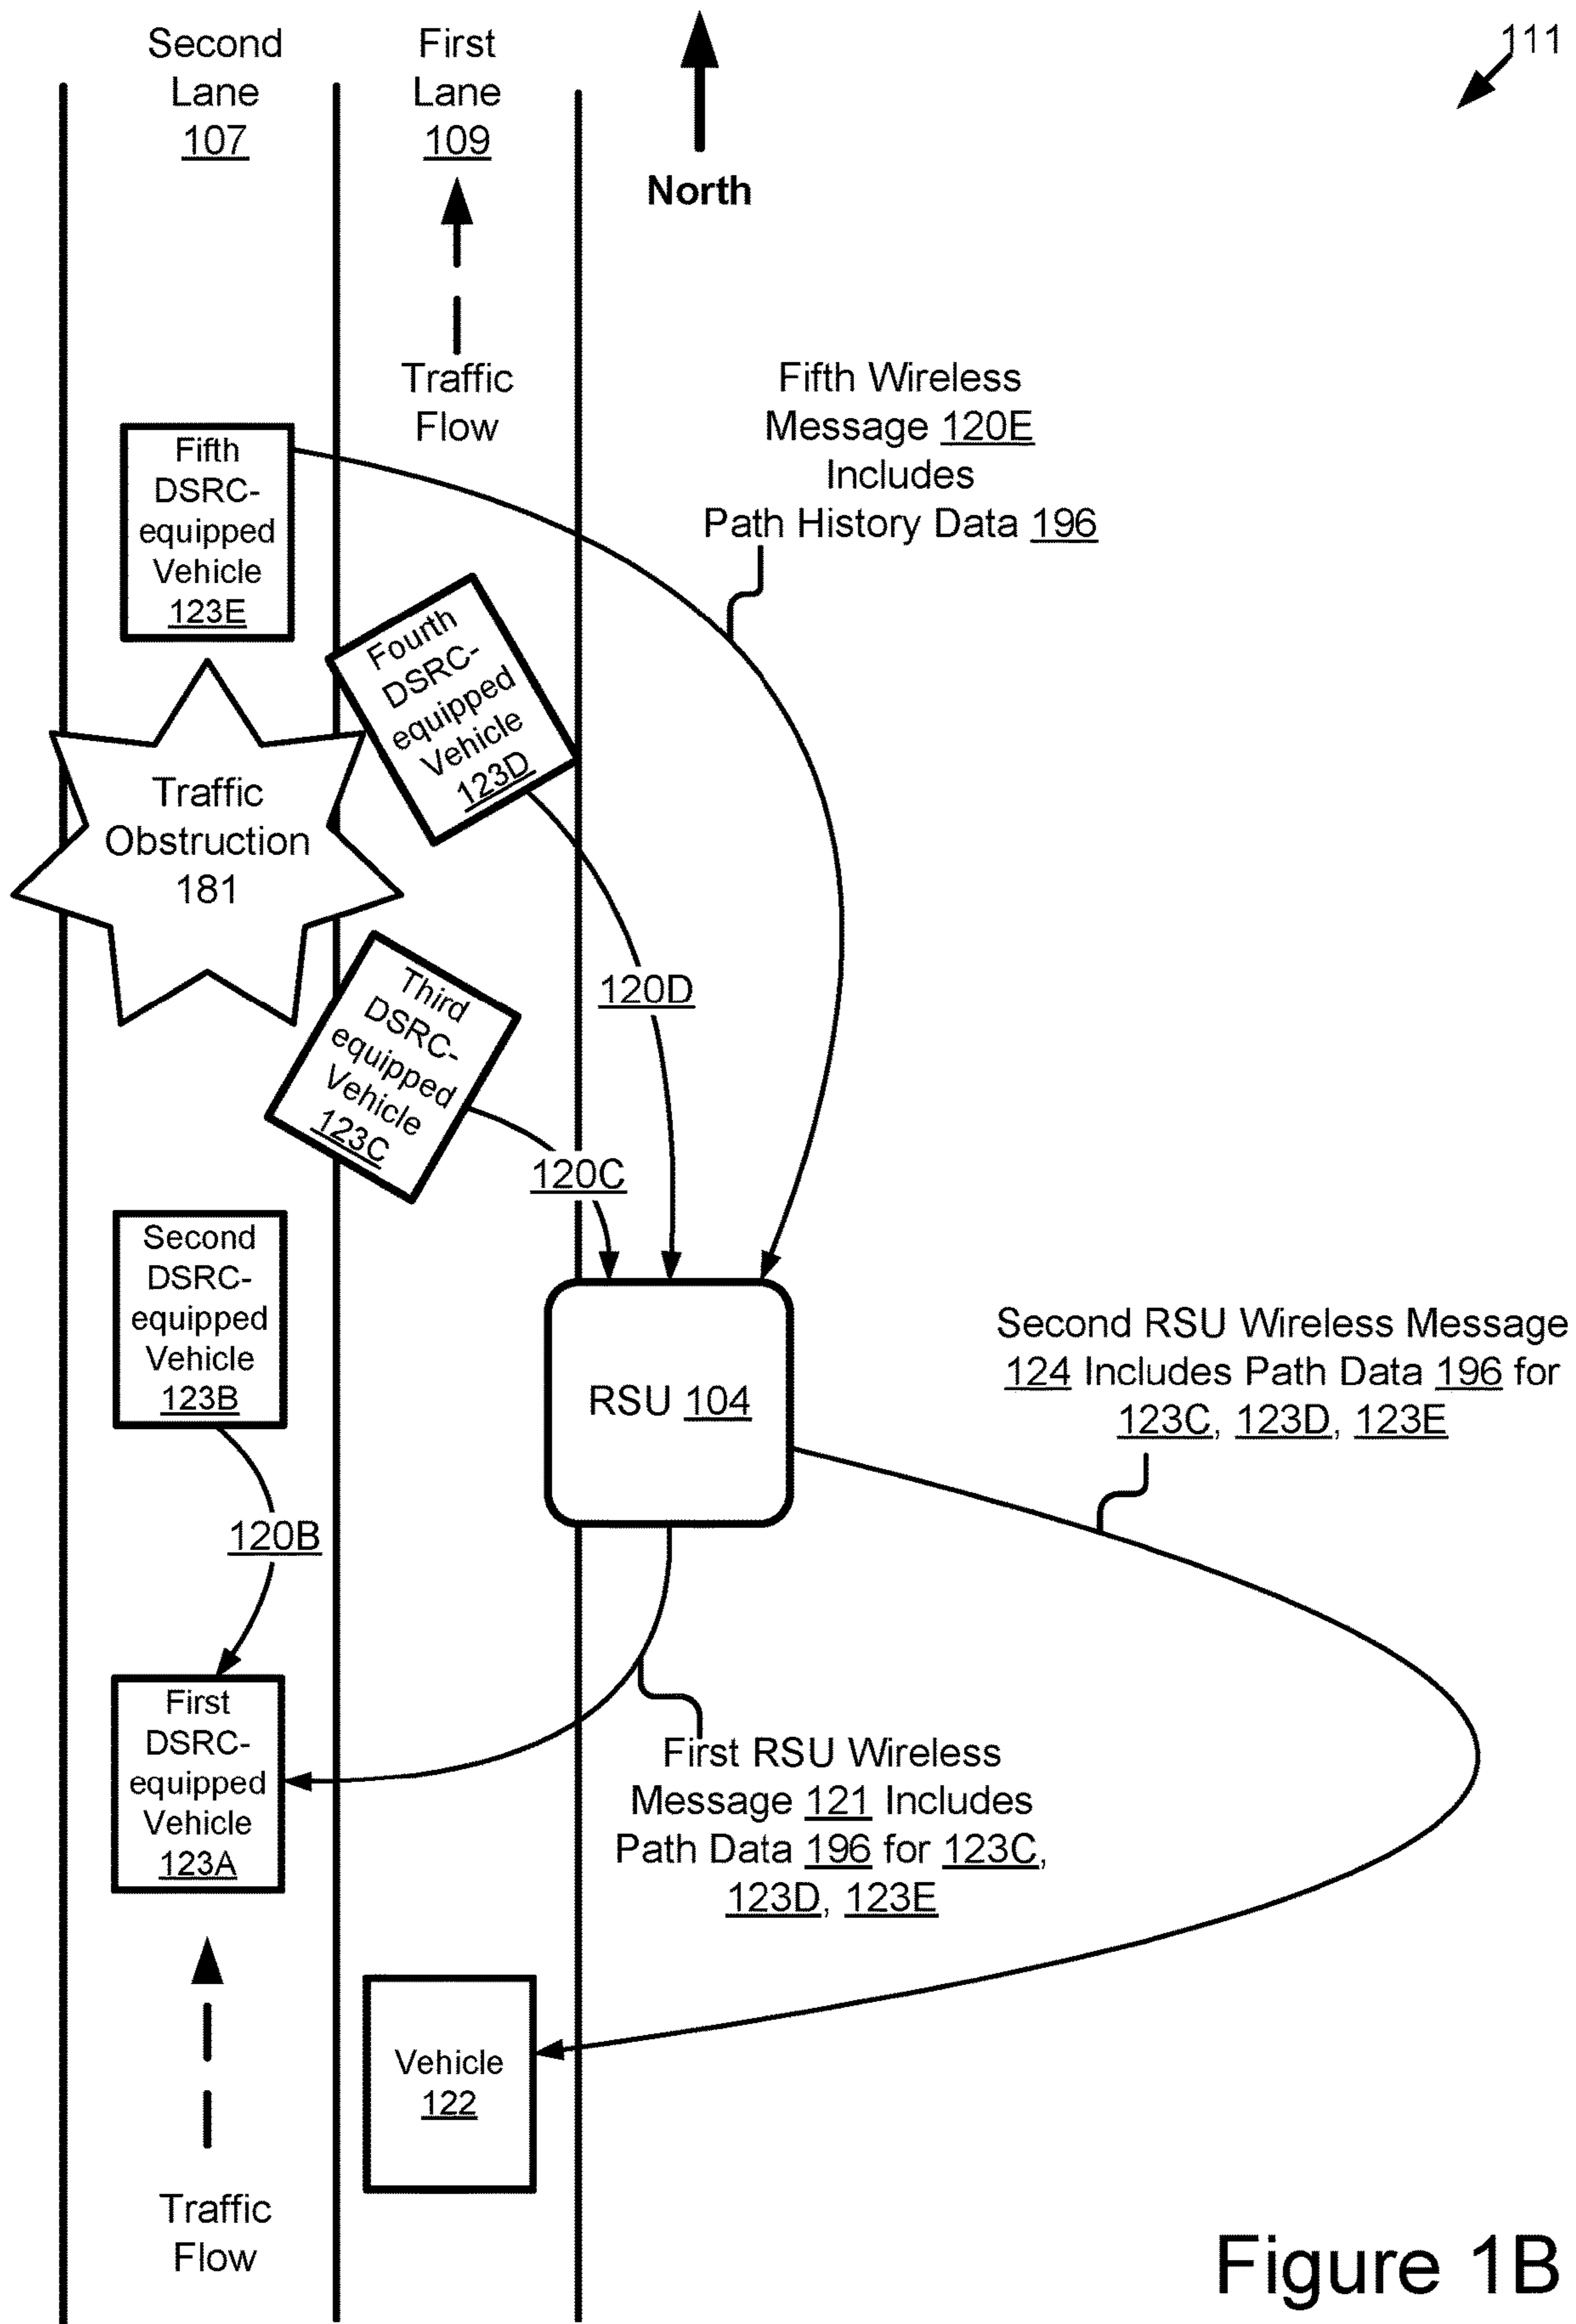 111
Second
Lane
107
First
Lane
109
North
Traffic
Flow
Fifth Wireless
Message 120E
Includes
Path History Data 196
Fifth
DSRC-
equipped
Vehicle
123E
Fourth
DSRC-
equipped
Vehicle
123D
Traffic
Obstruction
181
Third
DSRC-
equipped
Vehicle
123C
120D
120C
Second
DSRC-
equipped
Vehicle
123B
RSU 104
Second RSU Wireless Message
124 Includes Path Data 196 for
123C, 123D, 123E
120B
First
DSRC-
equipped
Vehicle
123A
First RSU Wireless
Message 121 Includes
Path Data 196 for 123C,
123D, 123E
Vehicle
122
Traffic
Flow
Figure 1B